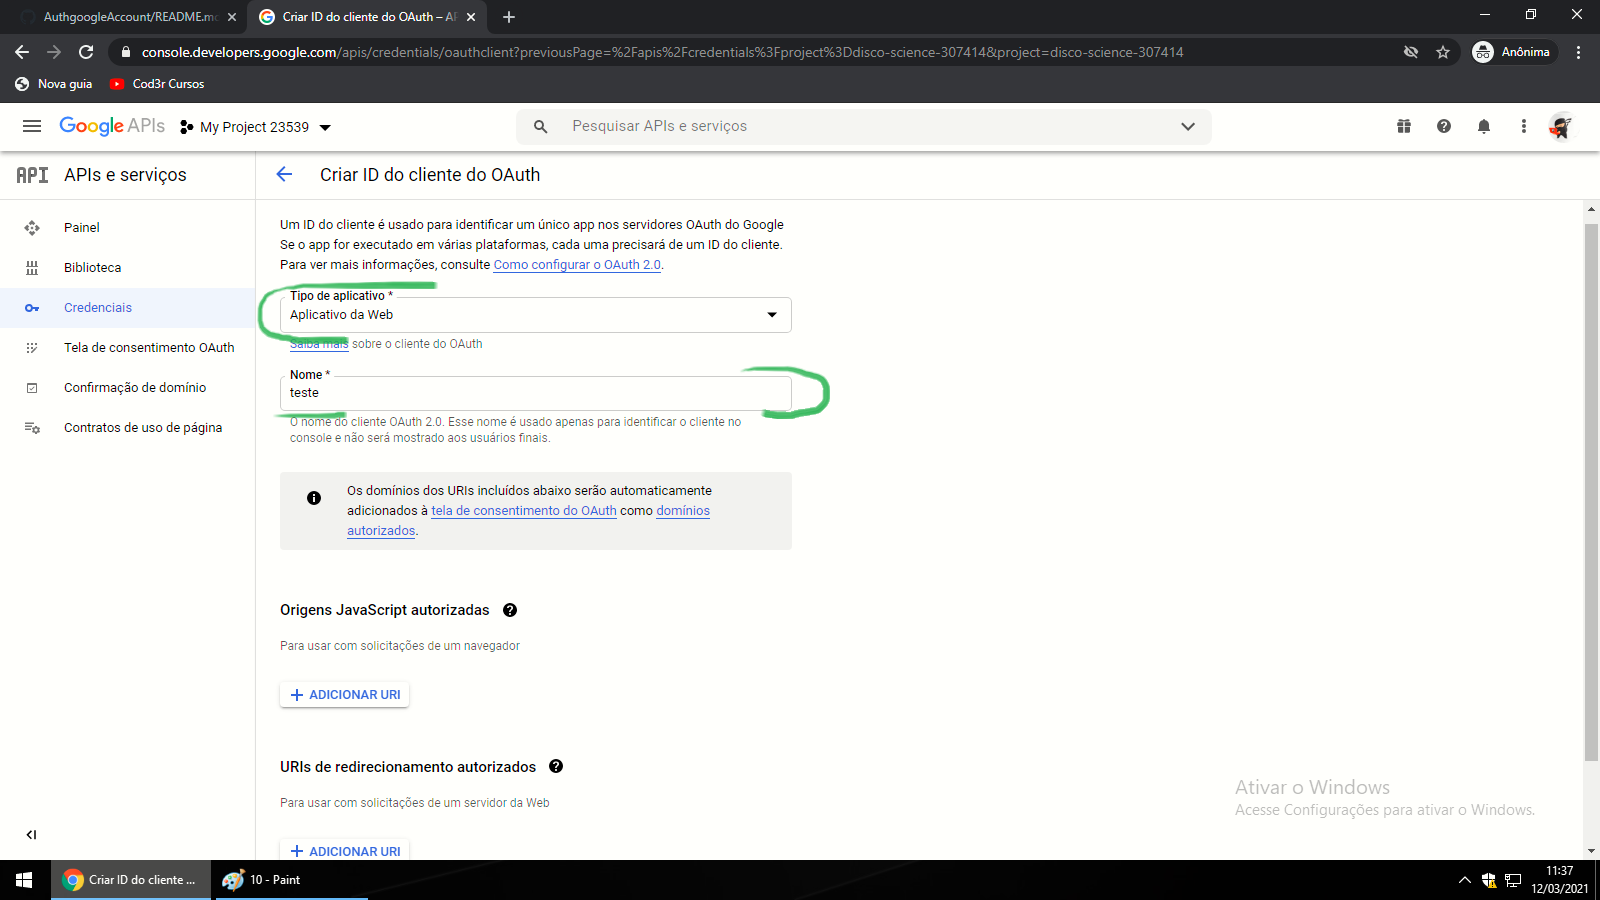 AuthgoogleAccount/README.md
Criar ID do cliente do OAuth – AP
console.developers.google.com/apis/credentials/oauthclient?previousPage=%2Fapis%2Fcredentials%3Fproject%3Ddisco-science-307414&project=disco-science-307414
Anônima
Nova guia
Cod3r Cursos
Google APIs
My Project 23539
Pesquisar APIs e serviços
API
APIs e serviços
Criar ID do cliente do OAuth
Painel
Biblioteca
Credenciais
Tela de consentimento OAuth
Confirmação de domínio
Contratos de uso de página
Um ID do cliente é usado para identificar um único app nos servidores OAuth do Google
Se o app for executado em várias plataformas, cada uma precisará de um ID do cliente.
Para ver mais informações, consulte Como configurar o OAuth 2.0.
Tipo de aplicativo *
Aplicativo da Web
Saiba mais sobre o cliente do OAuth
Nome *
teste
O nome do cliente OAuth 2.0. Esse nome é usado apenas para identificar o cliente no
console e não será mostrado aos usuários finais.
Os domínios dos URIs incluídos abaixo serão automaticamente
adicionados à tela de consentimento do OAuth como domínios
autorizados.
Origens JavaScript autorizadas
Para usar com solicitações de um navegador
ADICIONAR URI
URIs de redirecionamento autorizados
Para usar com solicitações de um servidor da Web
ADICIONAR URI
Ativar o Windows
Acesse Configurações para ativar o Windows.
Criar ID do cliente ...
10 - Paint
11:37
12/03/2021